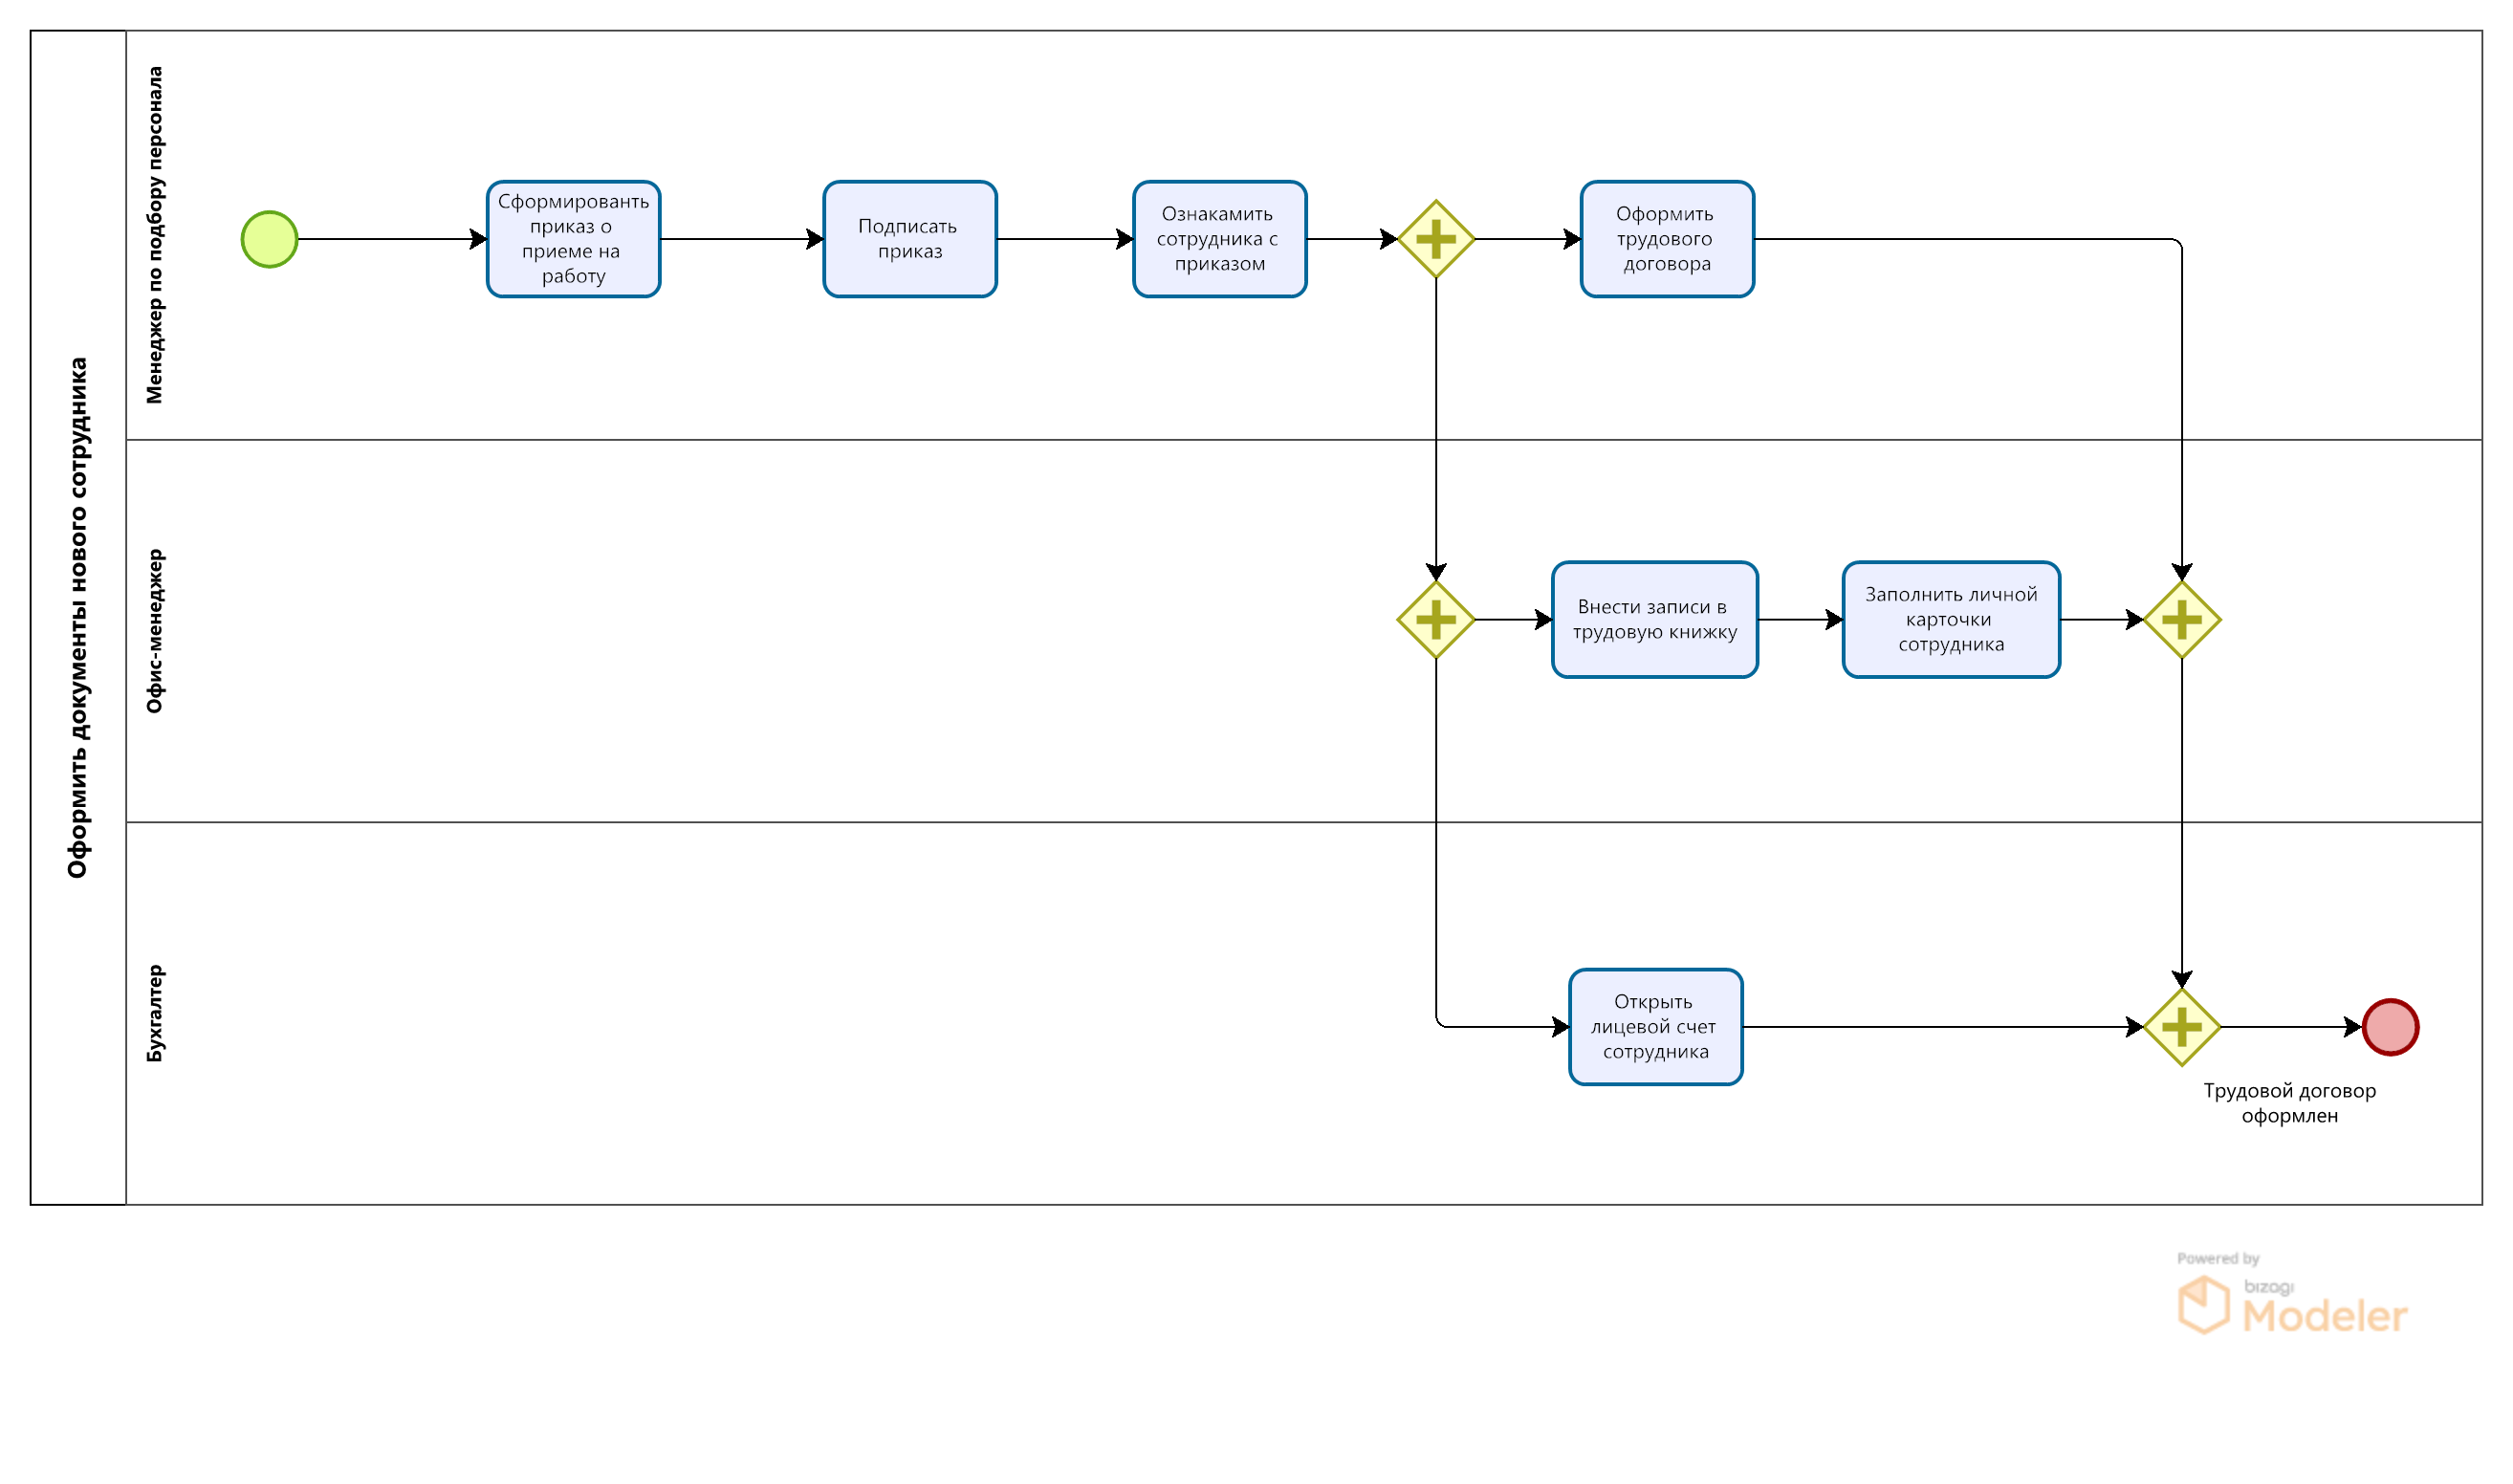 Оформить документы нового сотрудника
Менеджер по подбору персонала
Сформированть
приказ о
приеме на
работу
Подписать
приказ
Ознакамить
сотрудника с
приказом
Оформить
трудового
договора
Офис-менеджер
Внести записи в
трудовую книжку
Заполнить личной
карточки
сотрудника
Бухгалтер
Открыть
лицевой счет
сотрудника
Трудовой договор
оформлен
Powered by
bizagi
Modeler